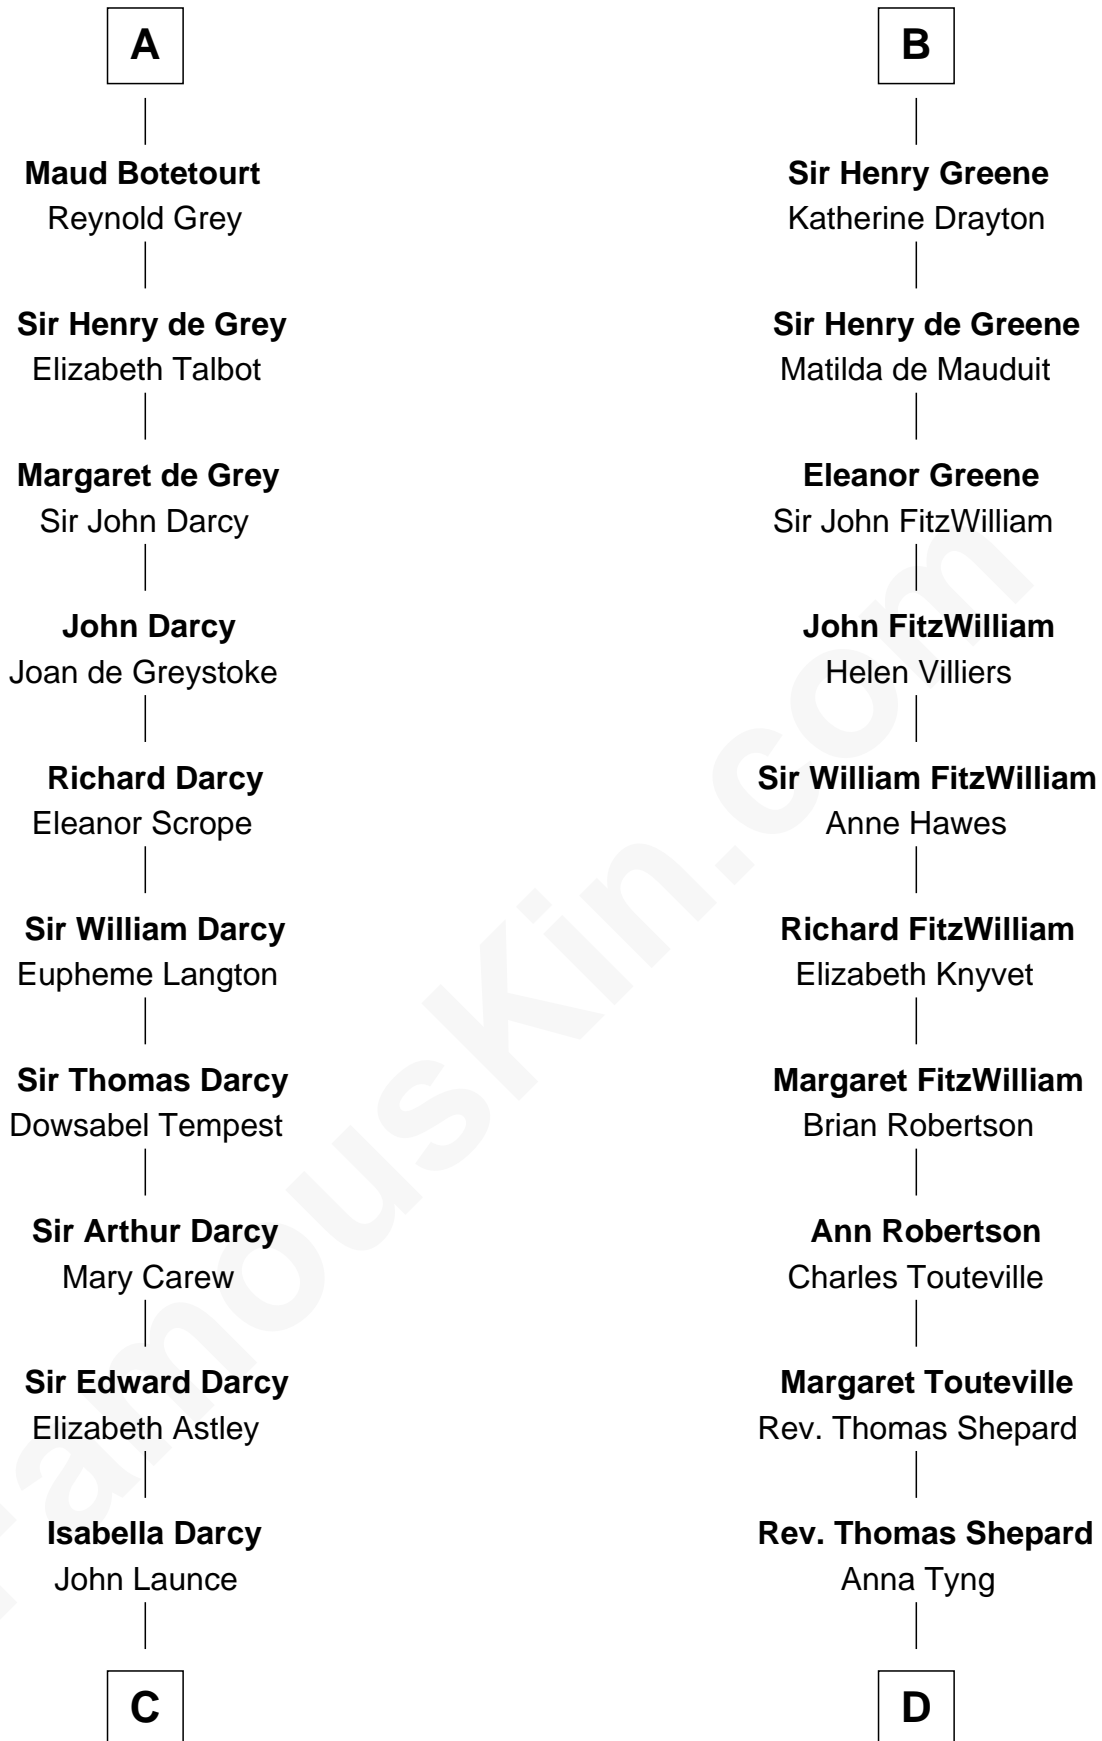 A
Maud Botetourt
Reynold Grey
Sir Henry de Grey
Elizabeth Talbot
Margaret de Grey
Sir John Darcy
John Darcy
Joan de Greystoke
Richard Darcy
Eleanor Scrope
Sir William Darcy
Eupheme Langton
Sir Thomas Darcy
Dowsabel Tempest
Sir Arthur Darcy
Mary Carew
Sir Edward Darcy
Elizabeth Astley
Isabella Darcy
John Launce
C
B
Sir Henry Greene
Katherine Drayton
Sir Henry de Greene
Matilda de Mauduit
Eleanor Greene
Sir John FitzWilliam
John FitzWilliam
Helen Villiers
Sir William FitzWilliam
Anne Hawes
Richard FitzWilliam
Elizabeth Knyvet
Margaret FitzWilliam
Brian Robertson
Ann Robertson
Charles Touteville
Margaret Touteville
Rev. Thomas Shepard
Rev. Thomas Shepard
Anna Tyng
D
FamousKin.com